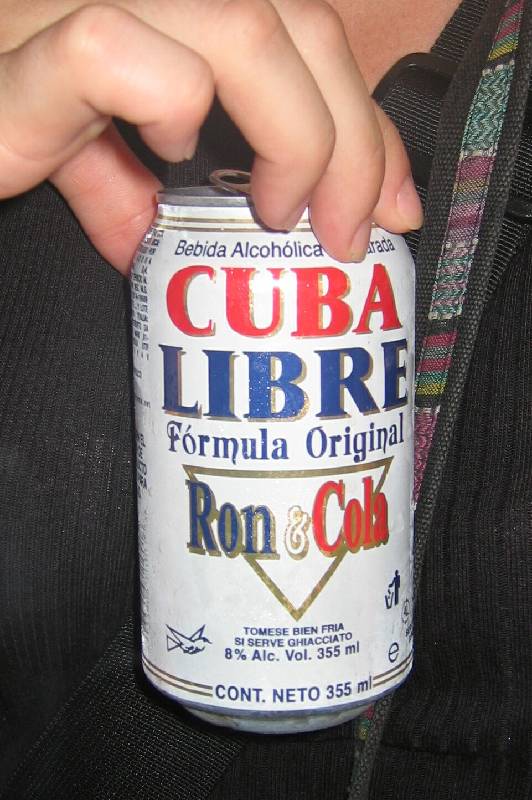 Bebida Alcohólica
CUBA
LIBRE
Fórmula Original
Ron & Cola
TOMESE BIEN FRIA
SI SERVE GHIACCIATO
8% Alc. Vol. 355 ml
e
CONT. NETO 355 ml